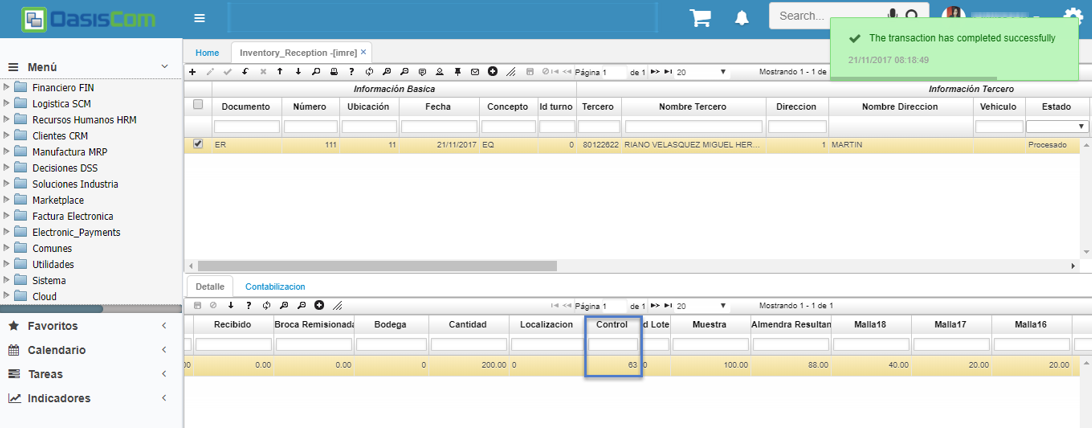 OasisCom
Search...
The transaction has completed successfully
21/11/2017 08:18:49
Menú
Financiero FIN
Logistica SCM
Recursos Humanos HRM
Clientes CRM
Manufactura MRP
Decisiones DSS
Soluciones Industria
Marketplace
Factura Electronica
Electronic_Payments
Comunes
Utilidades
Sistema
Cloud
Favoritos
Calendario
Tareas
Indicadores
Home Inventory_Reception -[imre] ×
Página 1 de 1 20 Mostrando 1 - 1 de
Información Basica Información Tercero
Documento Número Ubicación Fecha Concepto Id turno Tercero Nombre Tercero Direccion Nombre Direccion Vehiculo Estado
ER 111 11 21/11/2017 EQ 0 80122622 RIANO VELASQUEZ MIGUEL HER... 1 MARTIN Procesado
Detalle Contabilizacion
Página 1 de 1 20 Mostrando 1 - 1 de 1
Recibido Broca Remisionada Bodega Cantidad Localizacion Control d Lote Muestra Almendra Resultan Malla18 Malla17 Malla16
.00 0.00 0.00 0 200.00 0 63 0 100.00 88.00 40.00 20.00 20.00